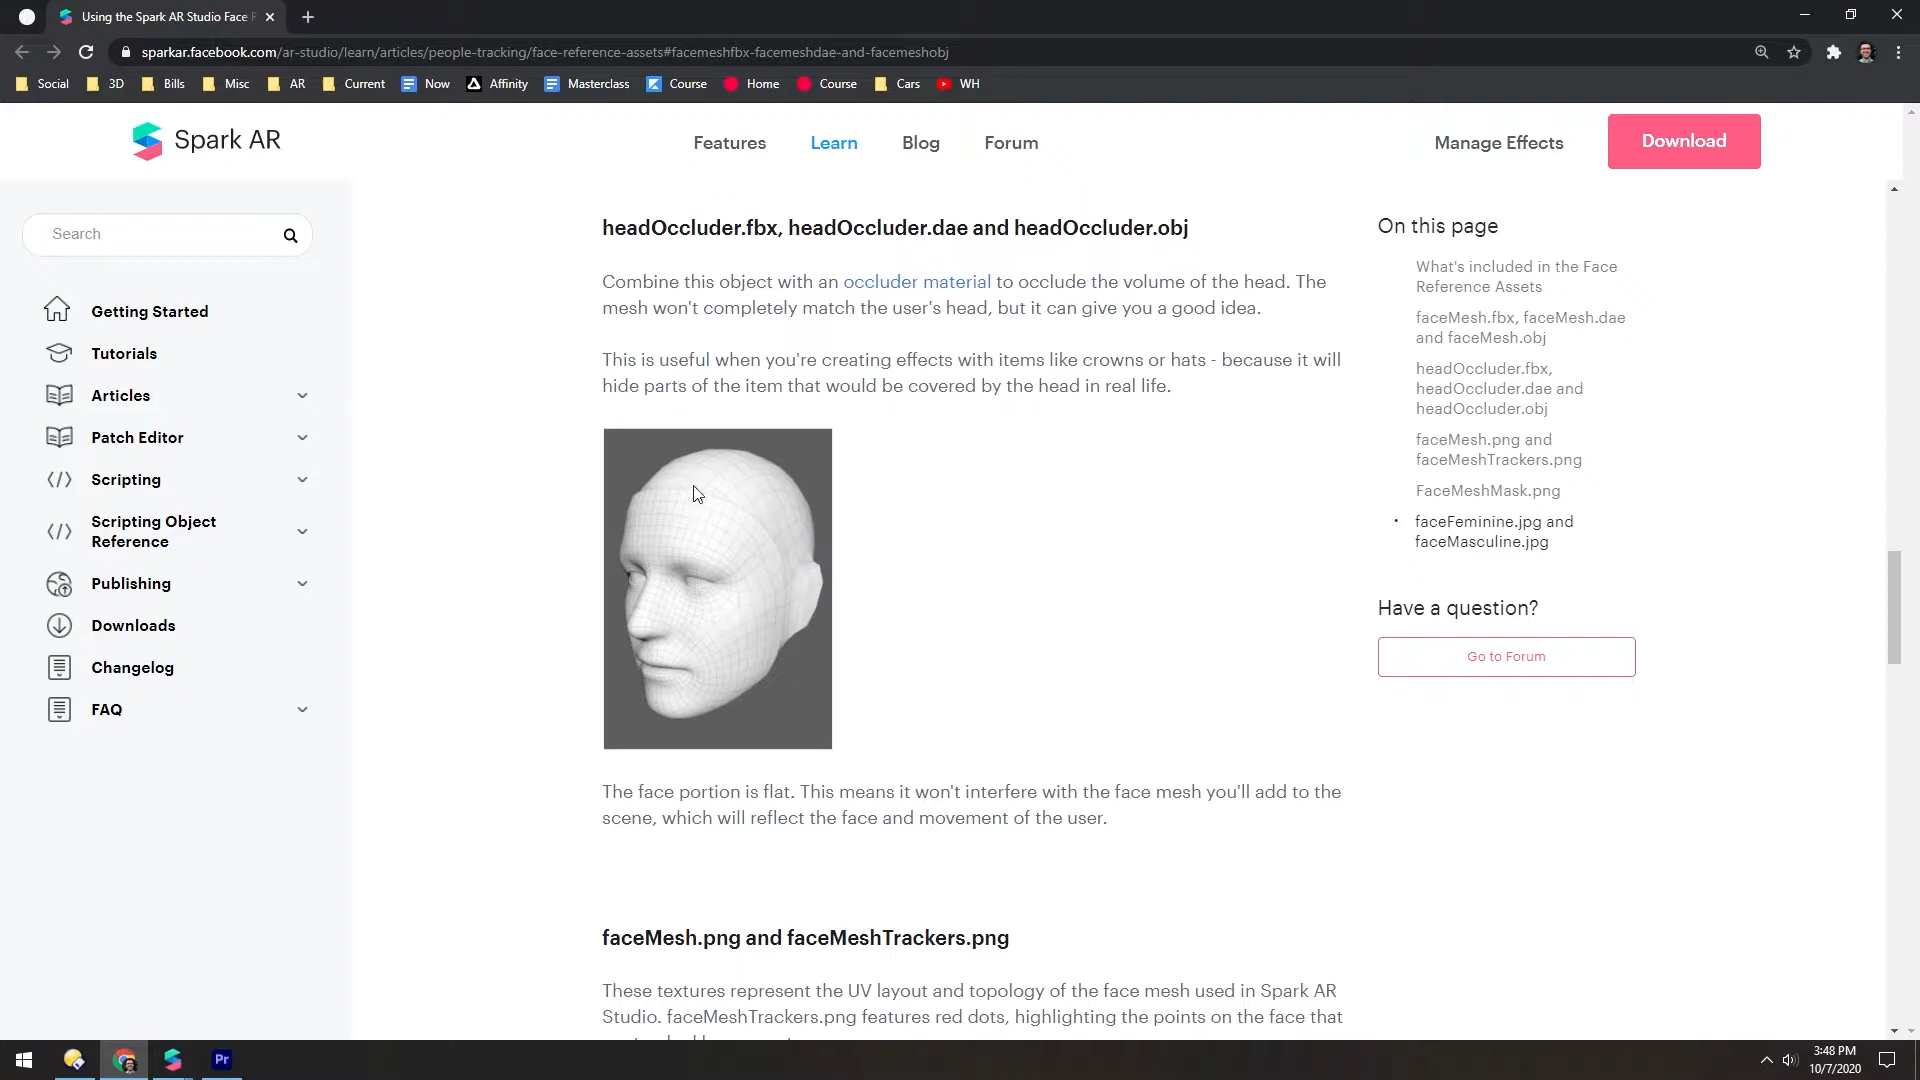 Using the Spark AR Studio Face
sparkar.facebook.com/ar-studio/learn/articles/people-tracking/face-reference-assets#facemeshfbx-facemeshdae-and-facemeshobj
Social 3D Bills Misc AR Current Now Affinity Masterclass Course Home Course Cars WH
Spark AR
Features Learn Blog Forum Manage Effects Download
Search
Getting Started
Tutorials
Articles
Patch Editor
Scripting
Scripting Object
Reference
Publishing
Downloads
Changelog
FAQ
headOccluder.fbx, headOccluder.dae and headOccluder.obj
Combine this object with an occluder material to occlude the volume of the head. The
mesh won't completely match the user's head, but it can give you a good idea.
This is useful when you're creating effects with items like crowns or hats - because it will
hide parts of the item that would be covered by the head in real life.
The face portion is flat. This means it won't interfere with the face mesh you'll add to the
scene, which will reflect the face and movement of the user.
faceMesh.png and faceMeshTrackers.png
These textures represent the UV layout and topology of the face mesh used in Spark AR
Studio. faceMeshTrackers.png features red dots, highlighting the points on the face that
On this page
What's included in the Face
Reference Assets
faceMesh.fbx, faceMesh.dae
and faceMesh.obj
headOccluder.fbx,
headOccluder.dae and
headOccluder.obj
faceMesh.png and
faceMeshTrackers.png
FaceMeshMask.png
faceFeminine.jpg and
faceMasculine.jpg
Have a question?
Go to Forum
Pr
3:48 PM
10/7/2020